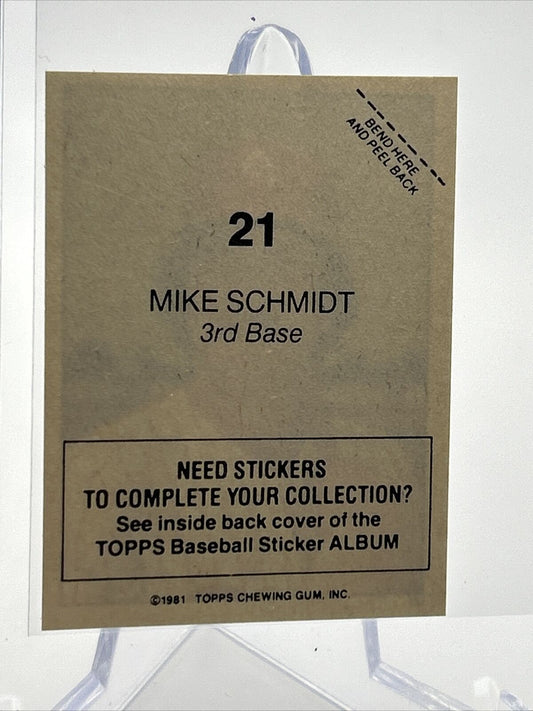 BEND HERE
AND PEEL BACK
21
MIKE SCHMIDT
3rd Base
NEED STICKERS
TO COMPLETE YOUR COLLECTION?
See inside back cover of the
TOPPS Baseball Sticker ALBUM
©1981 TOPPS CHEWING GUM, INC.